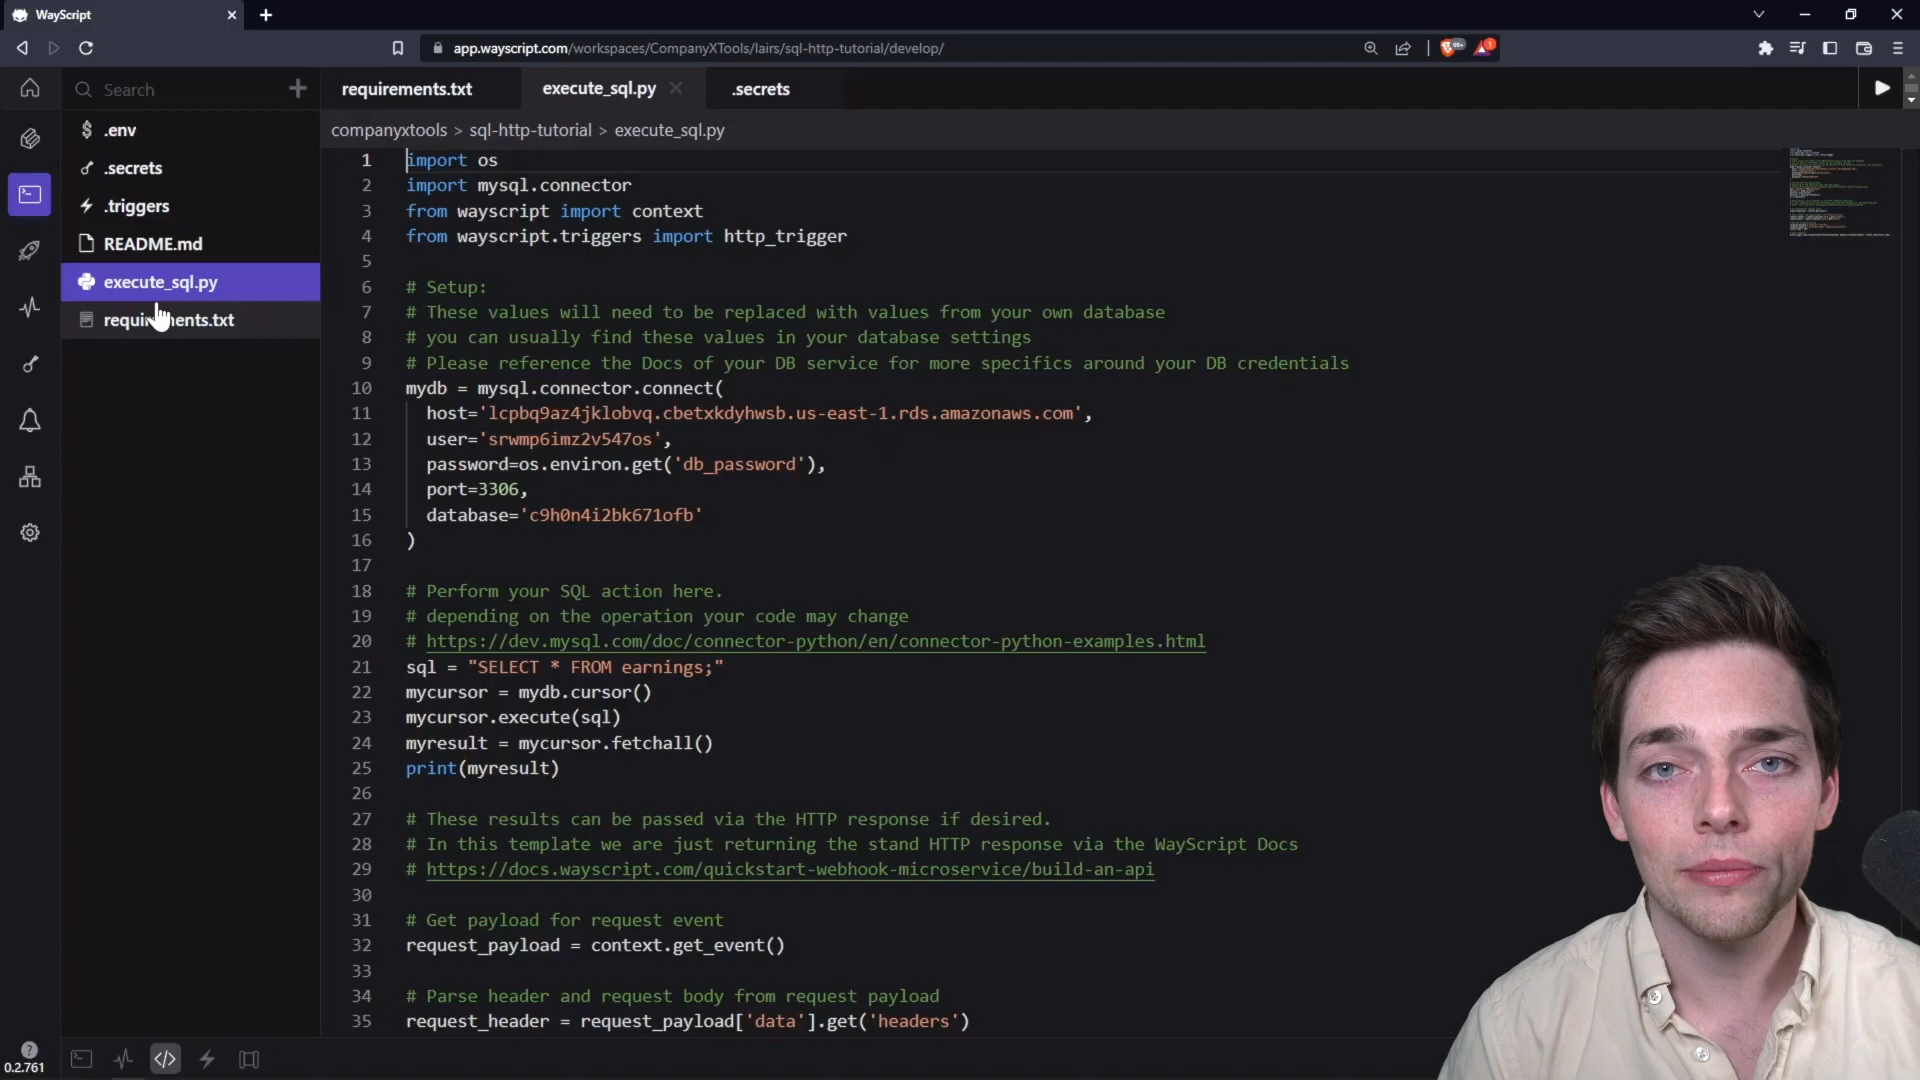 WayScript
app.wayscript.com/workspaces/CompanyXTools/lairs/sql-http-tutorial/develop/
99+
1
Search
requirements.txt
execute_sql.py
.secrets
companyxtools > sql-http-tutorial > execute_sql.py
.env
.secrets
.triggers
README.md
execute_sql.py
requirements.txt
1 import os
2 import mysql.connector
3 from wayscript import context
4 from wayscript.triggers import http_trigger
5
6 # Setup:
7 # These values will need to be replaced with values from your own database
8 # you can usually find these values in your database settings
9 # Please reference the Docs of your DB service for more specifics around your DB credentials
10 mydb = mysql.connector.connect(
11 host='lcpbq9az4jklobvq.cbetxkdyhwsb.us-east-1.rds.amazonaws.com',
12 user='srwmp6imz2v547os',
13 password=os.environ.get('db_password'),
14 port=3306,
15 database='c9h0n4i2bk671ofb'
16 )
17
18 # Perform your SQL action here.
19 # depending on the operation your code may change
20 # https://dev.mysql.com/doc/connector-python/en/connector-python-examples.html
21 sql = "SELECT * FROM earnings;"
22 mycursor = mydb.cursor()
23 mycursor.execute(sql)
24 myresult = mycursor.fetchall()
25 print(myresult)
26
27 # These results can be passed via the HTTP response if desired.
28 # In this template we are just returning the stand HTTP response via the WayScript Docs
29 # https://docs.wayscript.com/quickstart-webhook-microservice/build-an-api
30
31 # Get payload for request event
32 request_payload = context.get_event()
33
34 # Parse header and request body from request payload
35 request_header = request_payload['data'].get('headers')
0.2.761